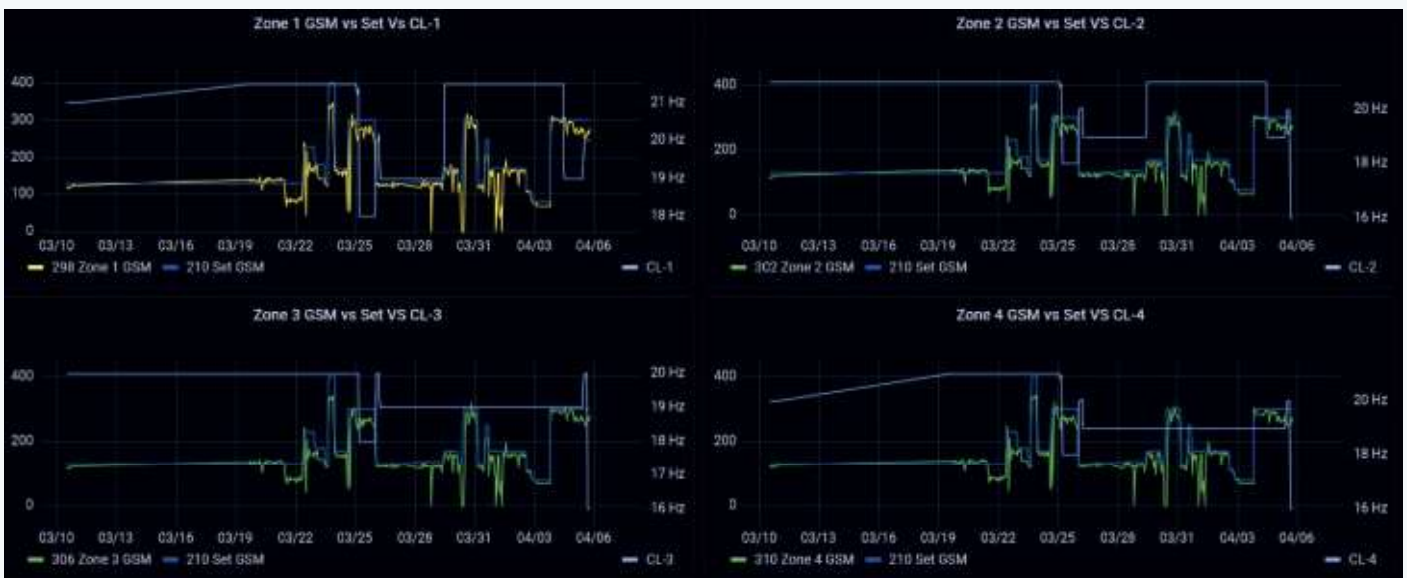 Zone 1 GSM vs Set Vs CL-1
400
300
200
100
0
21 Hz
20 Hz
19 Hz
18 Hz
03/10 03/13 03/16 03/19 03/22 03/25 03/28 03/31 04/03 04/06
298 Zone 1 GSM 210 Set GSM CL-1
Zone 2 GSM vs Set VS CL-2
400
200
0
20 Hz
18 Hz
16 Hz
03/10 03/13 03/16 03/19 03/22 03/25 03/28 03/31 04/03 04/06
302 Zone 2 GSM 210 Set GSM CL-2
Zone 3 GSM vs Set VS CL-3
400
200
0
20 Hz
19 Hz
18 Hz
17 Hz
16 Hz
03/10 03/13 03/16 03/19 03/22 03/25 03/28 03/31 04/03 04/06
306 Zone 3 GSM 210 Set GSM CL-3
Zone 4 GSM vs Set VS CL-4
400
200
0
20 Hz
18 Hz
16 Hz
03/10 03/13 03/16 03/19 03/22 03/25 03/28 03/31 04/03 04/06
310 Zone 4 GSM 210 Set GSM CL-4